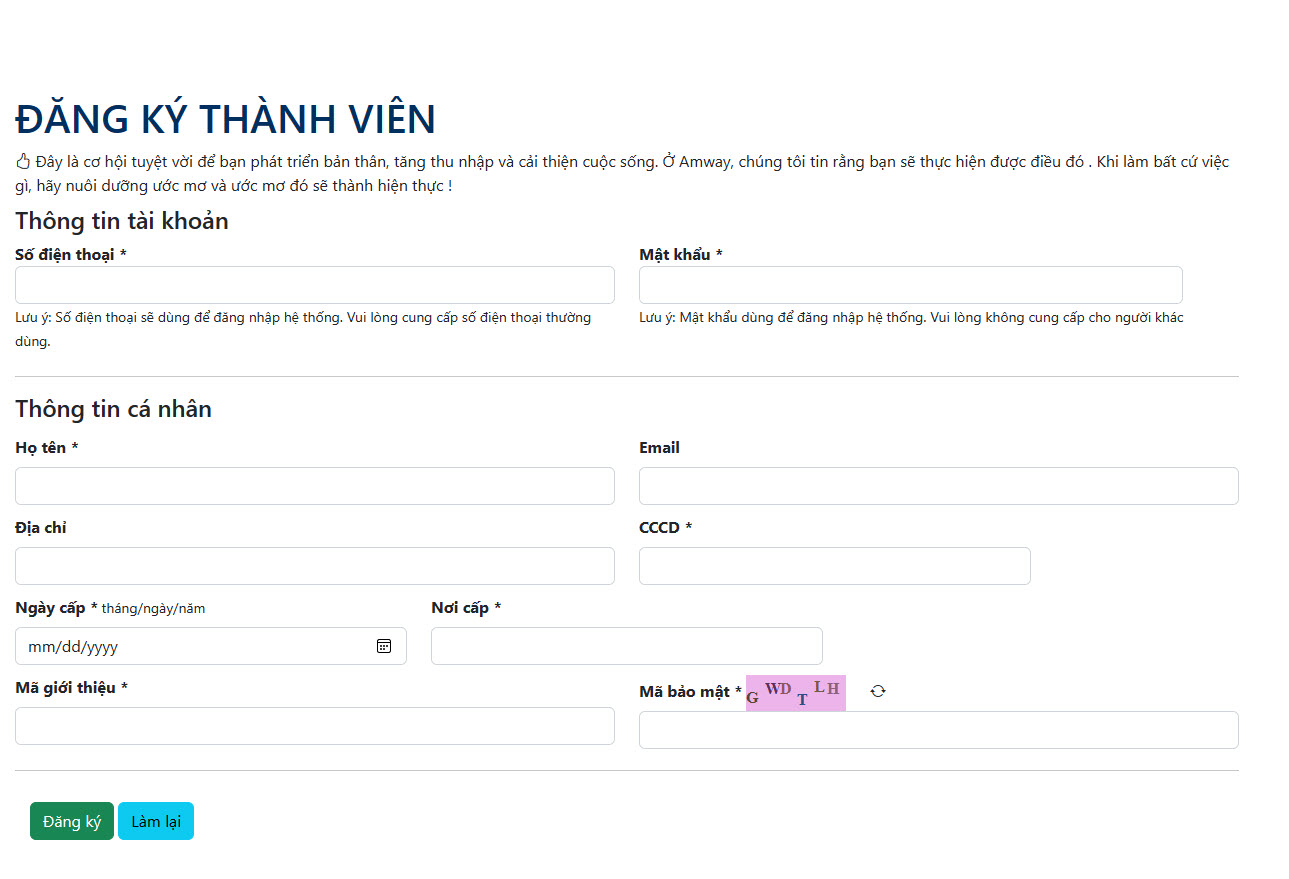 ĐĂNG KÝ THÀNH VIÊN
Đây là cơ hội tuyệt vời để bạn phát triển bản thân, tăng thu nhập và cải thiện cuộc sống. Ở Amway, chúng tôi tin rằng bạn sẽ thực hiện được điều đó . Khi làm bất cứ việc
gì, hãy nuôi dưỡng ước mơ và ước mơ đó sẽ thành hiện thực !
Thông tin tài khoản
Số điện thoại *
Mật khẩu *
Lưu ý: Số điện thoại sẽ dùng để đăng nhập hệ thống. Vui lòng cung cấp số điện thoại thường
dùng.
Lưu ý: Mật khẩu dùng để đăng nhập hệ thống. Vui lòng không cung cấp cho người khác
Thông tin cá nhân
Họ tên *
Email
Địa chỉ
CCCD *
Ngày cấp * tháng/ngày/năm
Nơi cấp *
mm/dd/yyyy
Mã giới thiệu *
Mã bảo mật * G W D T L H
Đăng ký
Làm lại